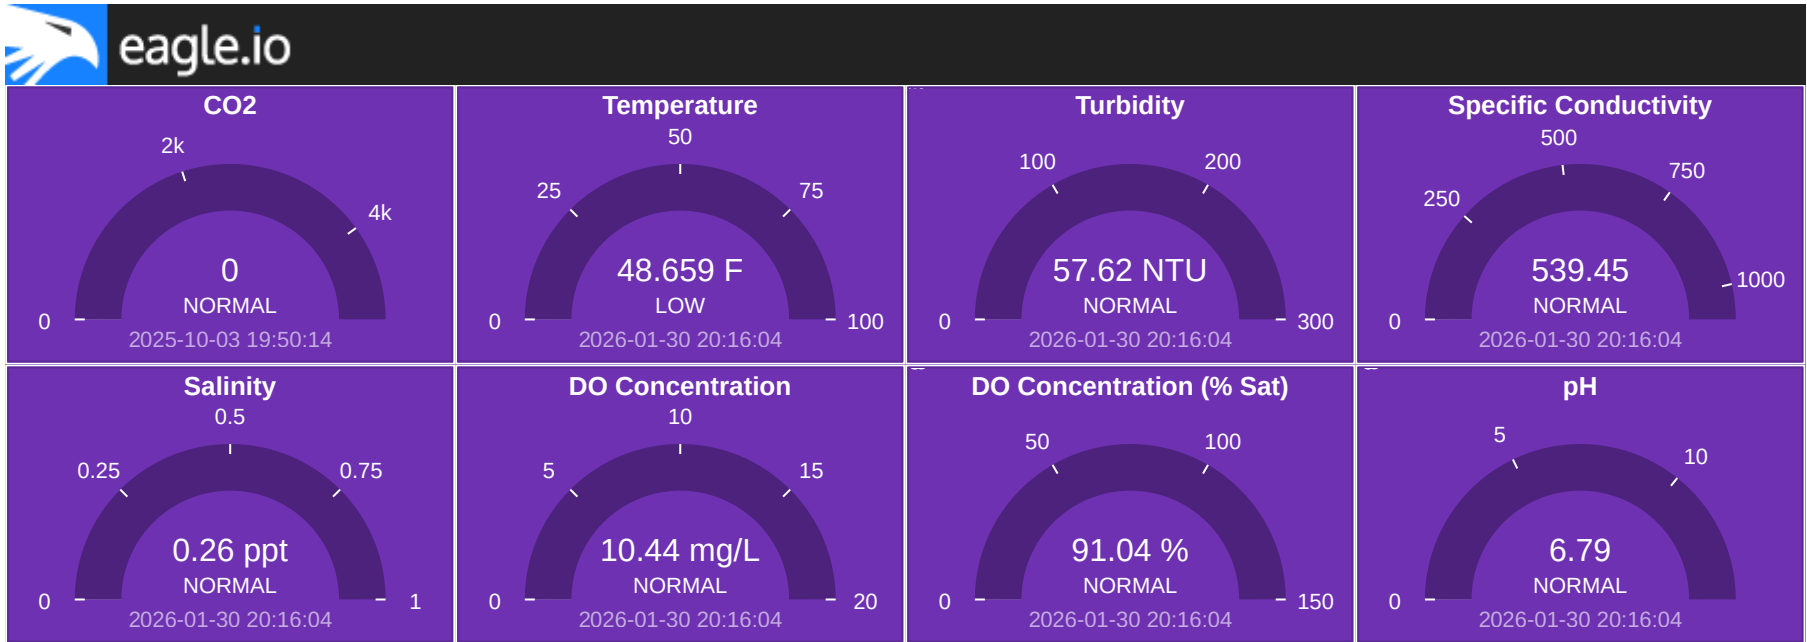 eagle.io
CO2
2k
4k
0
0
NORMAL
2025-10-03 19:50:14
Temperature
50
25
75
48.659 F
LOW
0
100
2026-01-30 20:16:04
Turbidity
100
200
57.62 NTU
NORMAL
0
300
2026-01-30 20:16:04
Specific Conductivity
500
750
250
539.45
1000
NORMAL
0
2026-01-30 20:16:04
Salinity
0.5
0.25
0.75
0.26 ppt
NORMAL
0
1
2026-01-30 20:16:04
DO Concentration
10
5
15
10.44 mg/L
NORMAL
0
20
2026-01-30 20:16:04
DO Concentration (% Sat)
50
100
91.04 %
NORMAL
0
150
2026-01-30 20:16:04
pH
5
10
6.79
NORMAL
0
2026-01-30 20:16:04